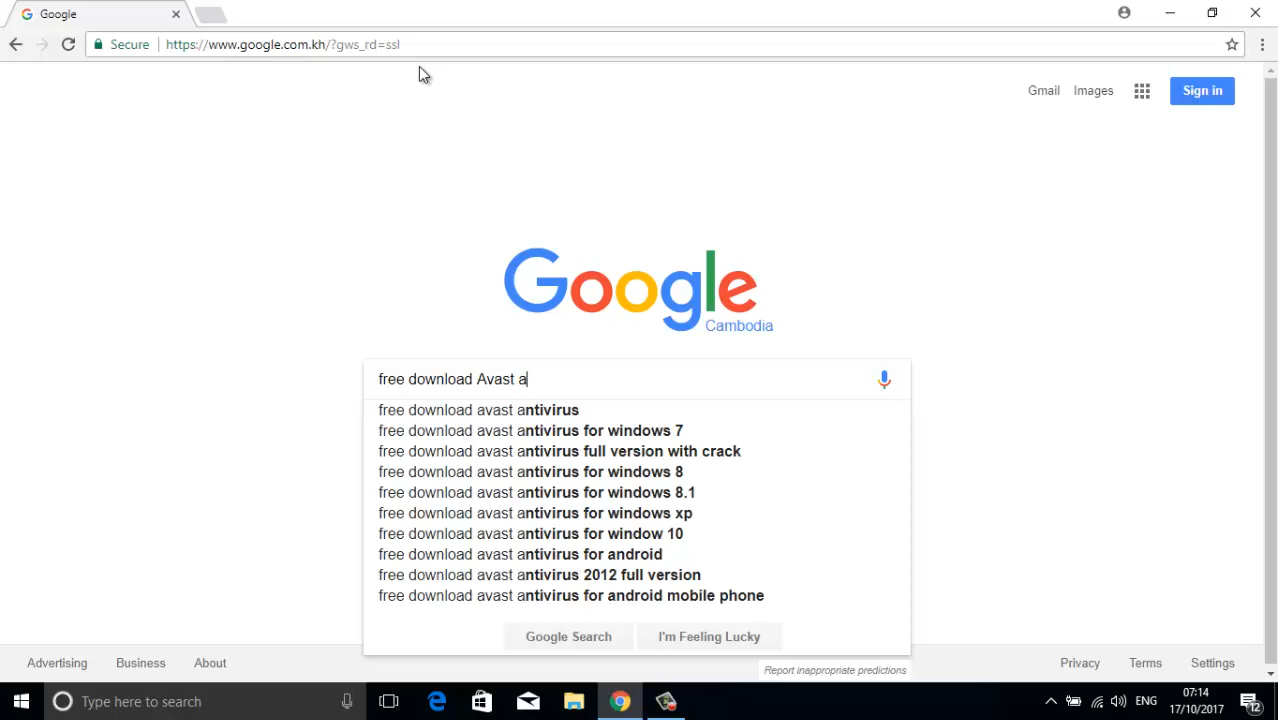 Google
Secure
https://www.google.com.kh/?gws_rd=ssl
Gmail
Images
Sign in
Google
Cambodia
free download Avast a
free download avast antivirus
free download avast antivirus for windows 7
free download avast antivirus full version with crack
free download avast antivirus for windows 8
free download avast antivirus for windows 8.1
free download avast antivirus for windows xp
free download avast antivirus for window 10
free download avast antivirus for android
free download avast antivirus 2012 full version
free download avast antivirus for android mobile phone
Google Search
I'm Feeling Lucky
Report inappropriate predictions
Advertising
Business
About
Privacy
Terms
Settings
Type here to search
ENG
07:14
17/10/2017
12